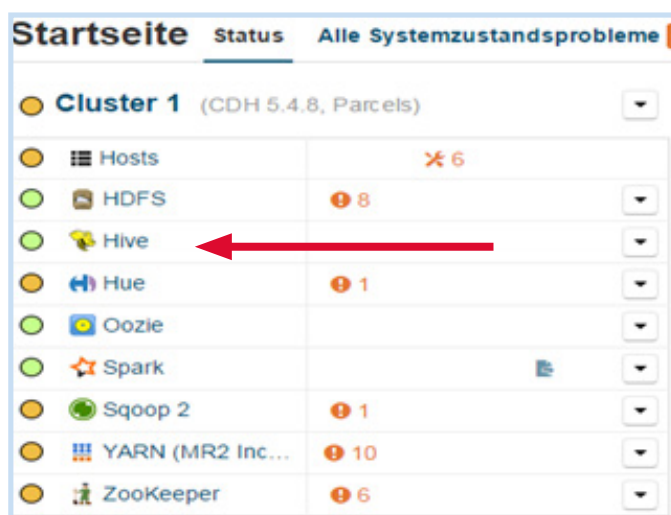 Startseite Status Alle Systemzustandsprobleme
Cluster 1 (CDH 5.4.8, Parcels)
Hosts 6
HDFS 8
Hive
Hue 1
Oozie
Spark
Sqoop 2 1
YARN (MR2 Inc... 10
ZooKeeper 6